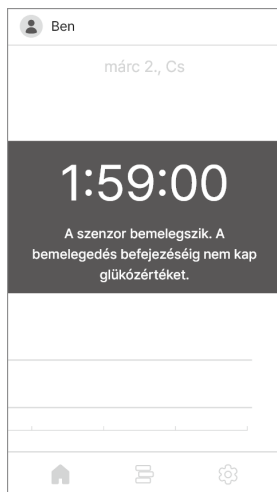 Ben
márc 2., Cs
1:59:00
A szenzor bemelegszik. A
bemelegedés befejezéséig nem kap
glükózértéket.